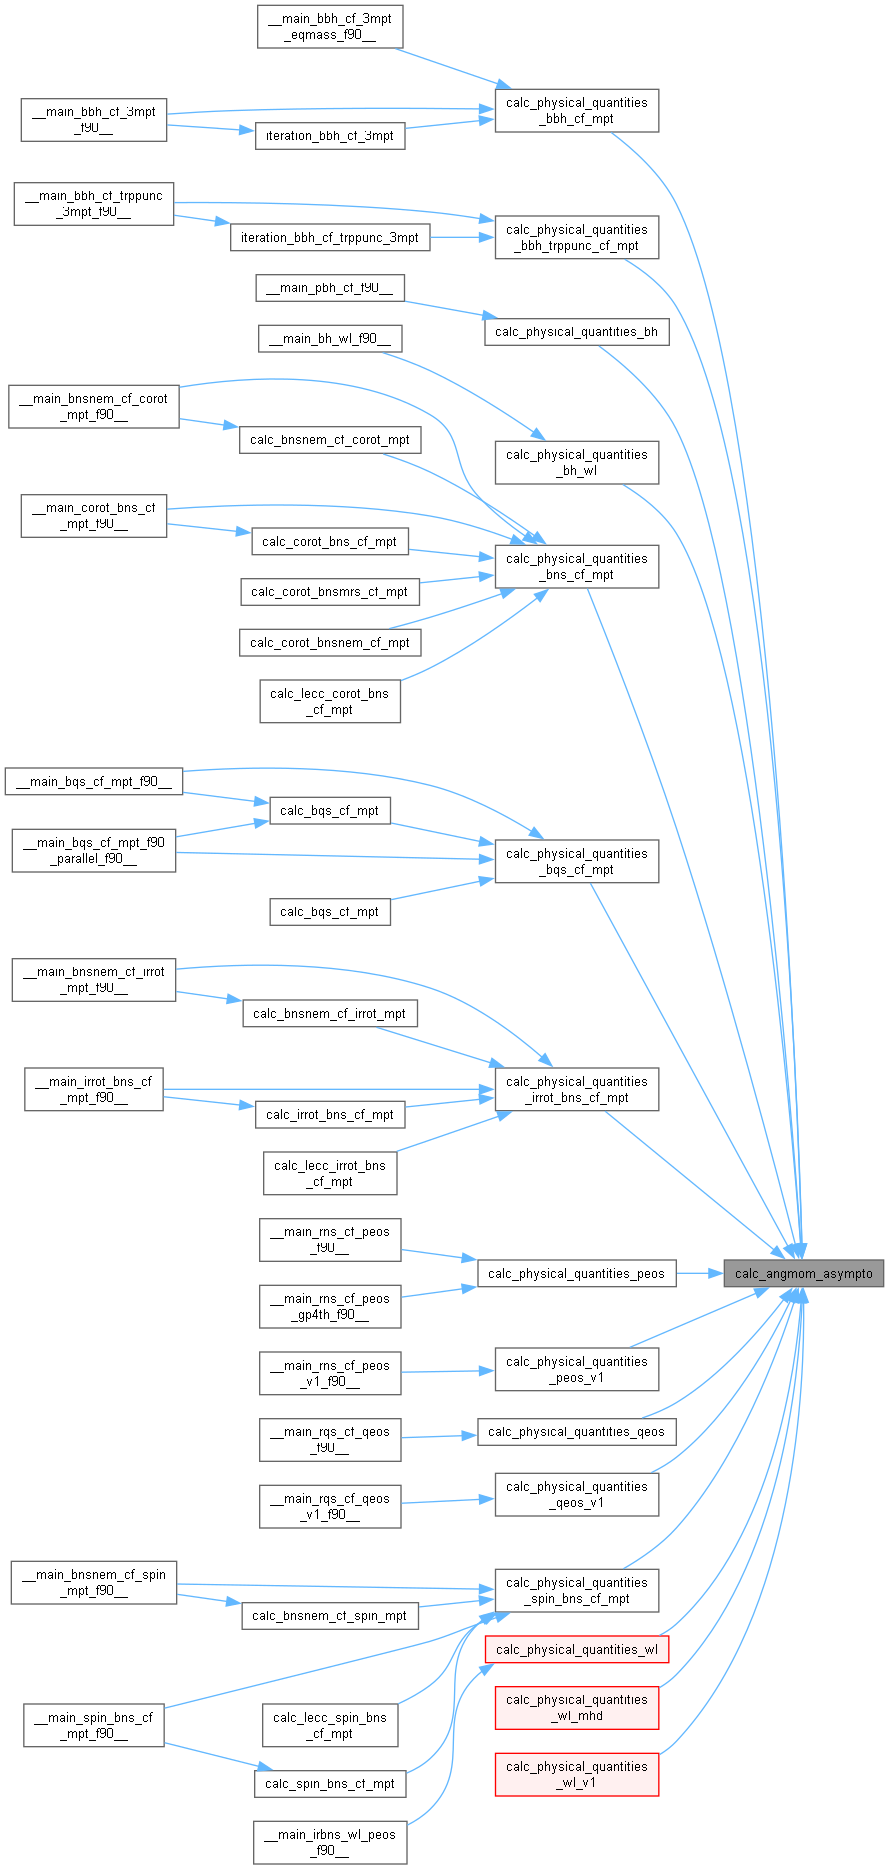 __main_bbh_cf_3mpt
_eqmass_f90__
calc_physical_quantities
_bbh_cf_mpt
__main_bbh_cf_3mpt
_f90__
iteration_bbh_cf_3mpt
__main_bbh_cf_trppunc
_3mpt_f90__
calc_physical_quantities
_bbh_trppunc_cf_mpt
iteration_bbh_cf_trppunc_3mpt
__main_pbh_cf_f90__
calc_physical_quantities_bh
__main_bh_wl_f90__
__main_bnsnem_cf_corot
_mpt_f90__
calc_bnsnem_cf_corot_mpt
calc_physical_quantities
_bh_wl
__main_corot_bns_cf
_mpt_f90__
calc_corot_bns_cf_mpt
calc_physical_quantities
_bns_cf_mpt
calc_corot_bnsmrs_cf_mpt
calc_corot_bnsnem_cf_mpt
calc_lecc_corot_bns
_cf_mpt
__main_bqs_cf_mpt_f90__
calc_bqs_cf_mpt
__main_bqs_cf_mpt_f90
_parallel_f90__
calc_physical_quantities
_bqs_cf_mpt
calc_bqs_cf_mpt
__main_bnsnem_cf_irrot
_mpt_f90__
calc_bnsnem_cf_irrot_mpt
__main_irrot_bns_cf
_mpt_f90__
calc_physical_quantities
_irrot_bns_cf_mpt
calc_irrot_bns_cf_mpt
calc_lecc_irrot_bns
_cf_mpt
__main_rns_cf_peos
_f90__
calc_physical_quantities_peos
calc_angmom_asympto
__main_rns_cf_peos
_gp4th_f90__
__main_rns_cf_peos
_v1_f90__
calc_physical_quantities
_peos_v1
__main_rqs_cf_qeos
_f90__
calc_physical_quantities_qeos
__main_rqs_cf_qeos
_v1_f90__
calc_physical_quantities
_qeos_v1
__main_bnsnem_cf_spin
_mpt_f90__
calc_physical_quantities
_spin_bns_cf_mpt
calc_bnsnem_cf_spin_mpt
calc_physical_quantities_wl
__main_spin_bns_cf
_mpt_f90__
calc_lecc_spin_bns
_cf_mpt
calc_physical_quantities
_wl_mhd
calc_spin_bns_cf_mpt
calc_physical_quantities
_wl_v1
__main_irbns_wl_peos
_f90__